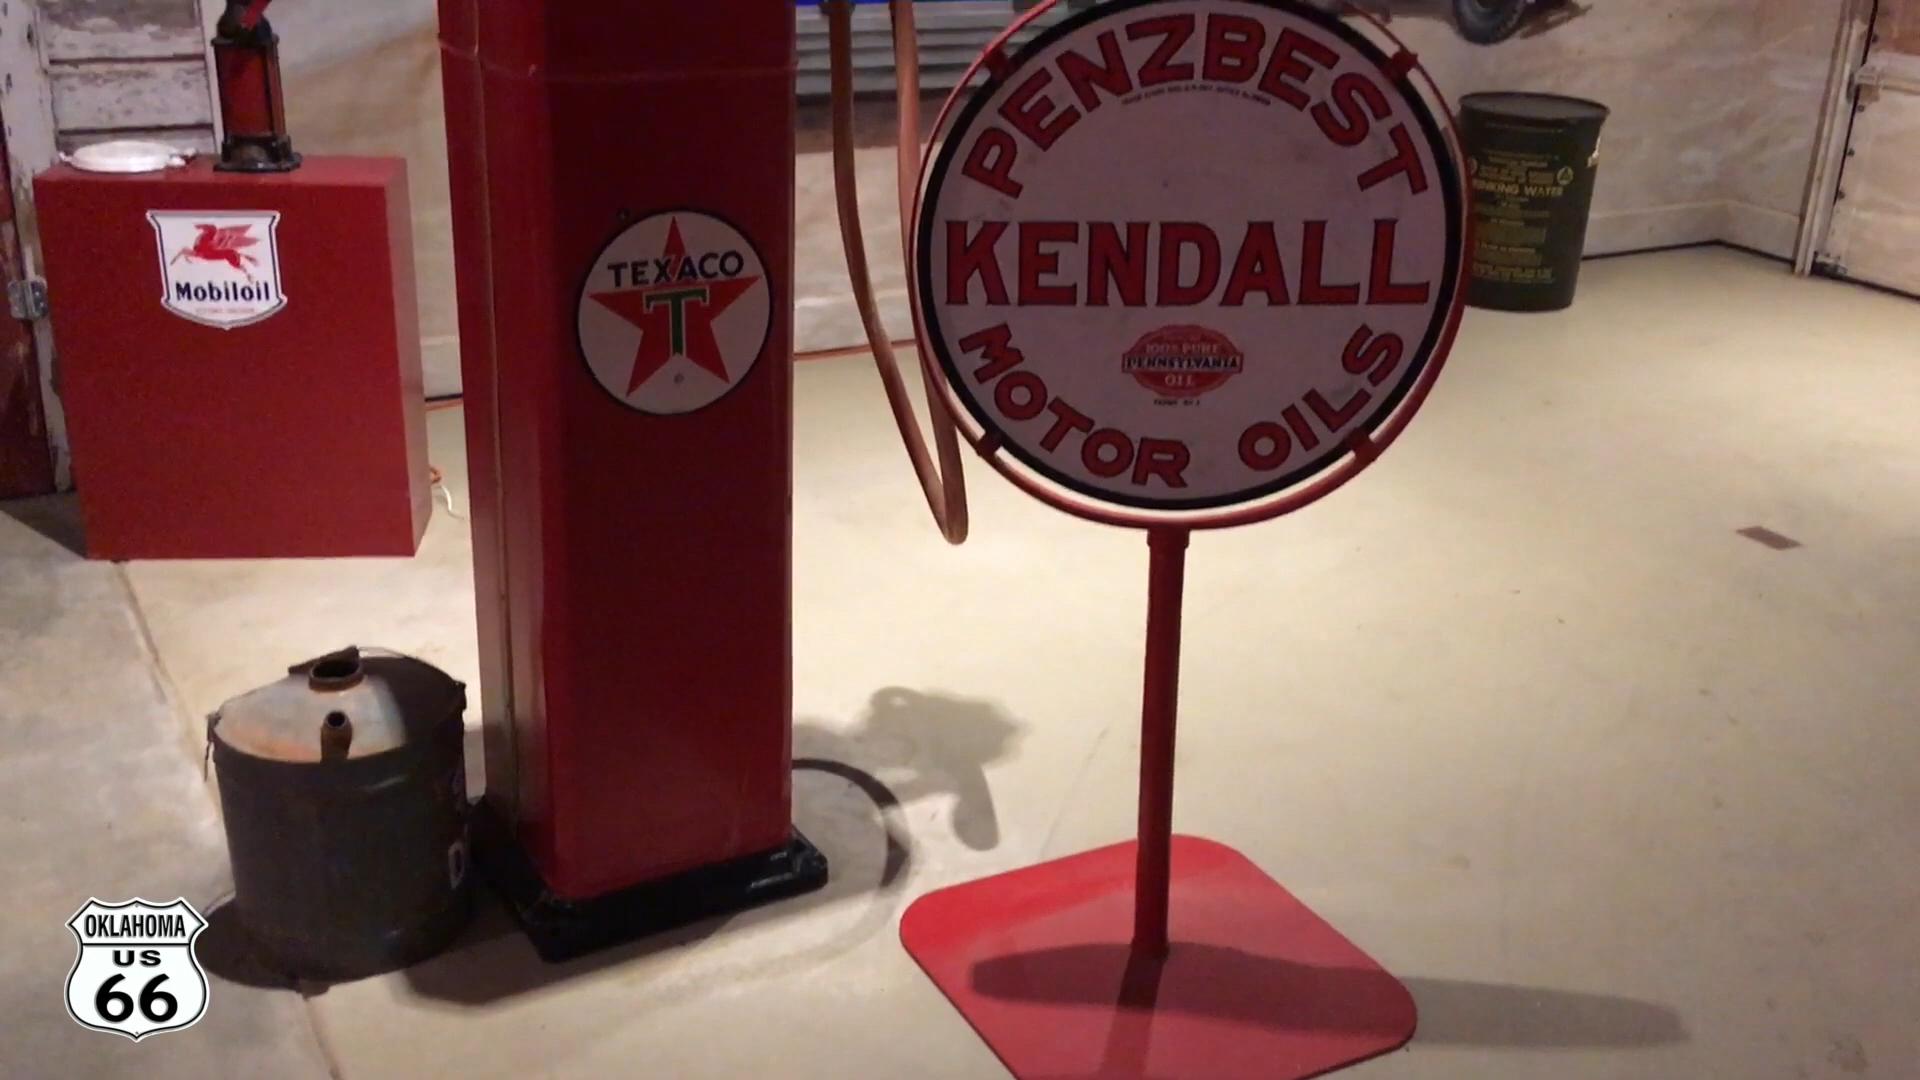 PENZBEST
KENDALL
MOTOR OILS
100% PURE
PENNSYLVANIA
OIL
TEXACO
T
Mobiloil
DRINKING WATER
OKLAHOMA
US
66